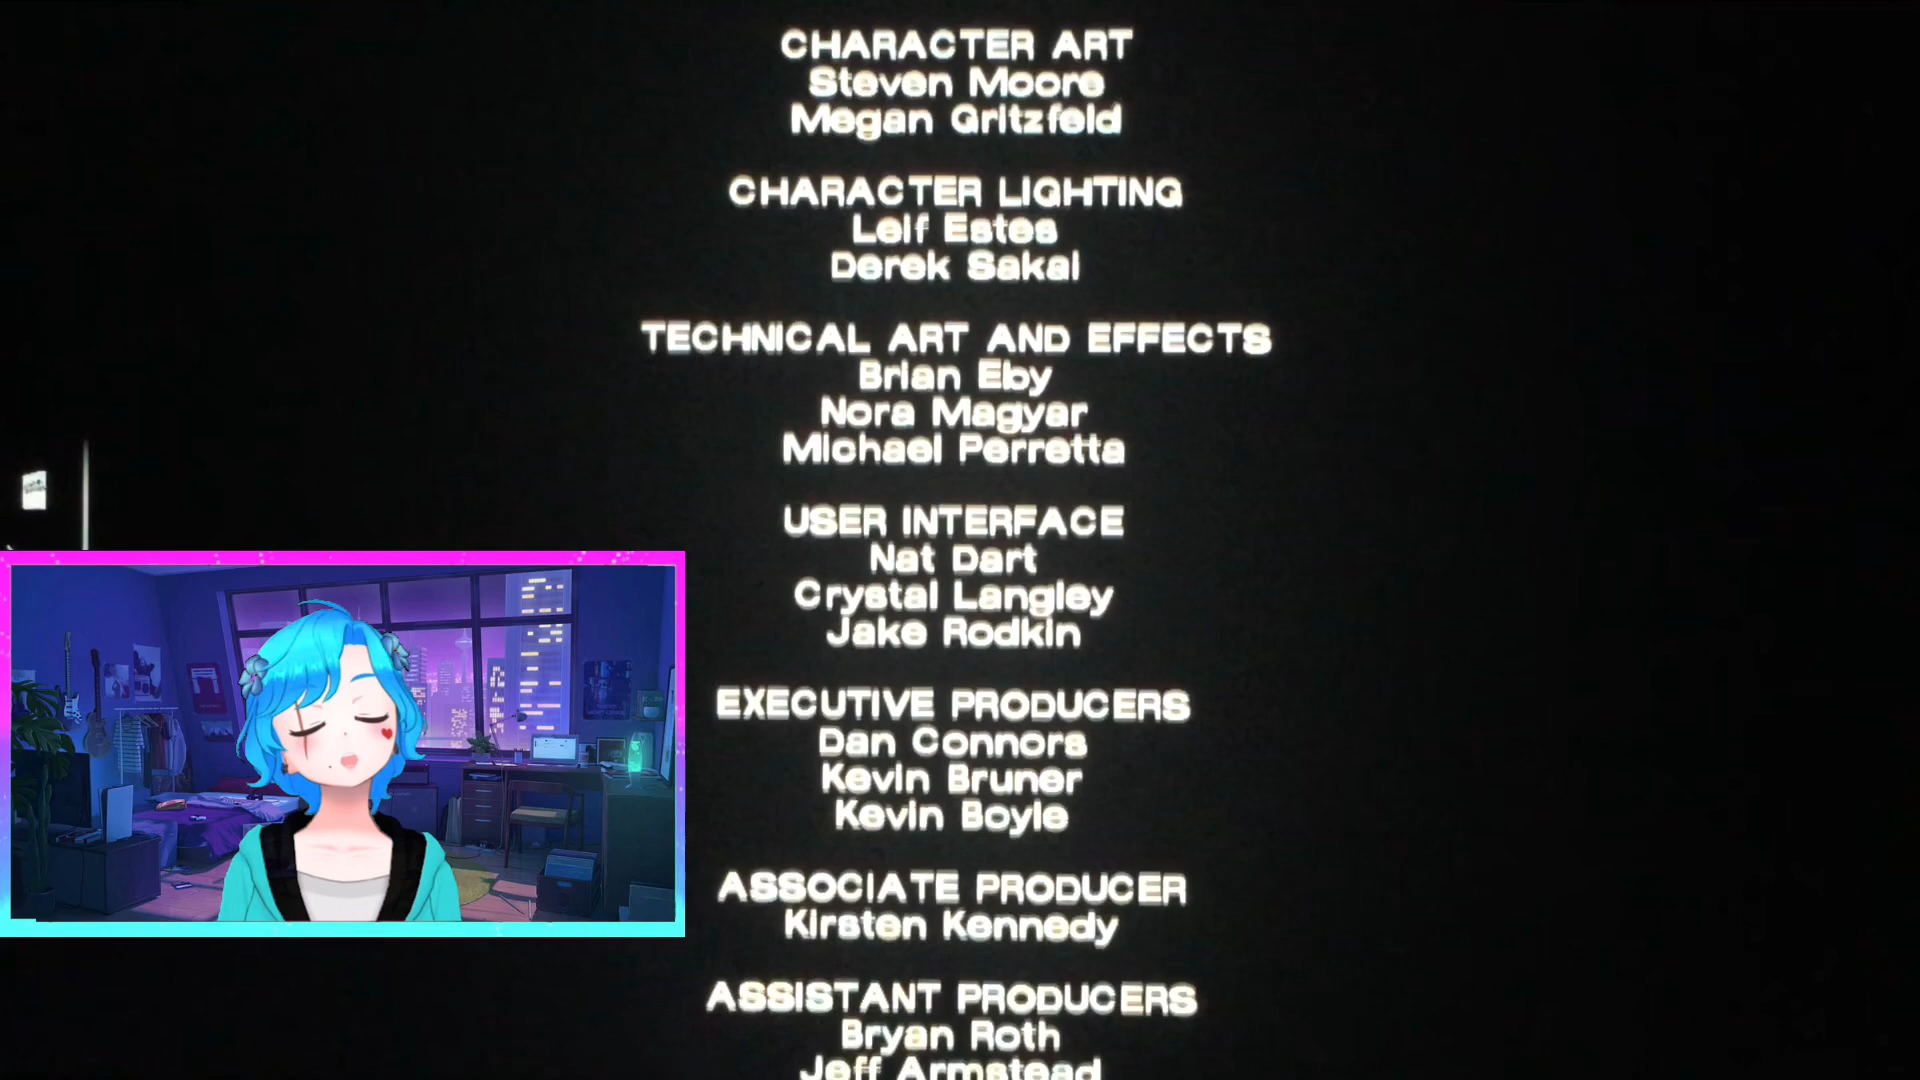 CHARACTER ART
Steven Moore
Megan Gritzfeld
CHARACTER LIGHTING
Leif Estes
Derek Sakai
TECHNICAL ART AND EFFECTS
Brian Eby
Nora Magyar
Michael Perretta
USER INTERFACE
Nat Dart
Crystal Langley
Jake Rodkin
EXECUTIVE PRODUCERS
Dan Connors
Kevin Bruner
Kevin Boyle
ASSOCIATE PRODUCER
Kirsten Kennedy
ASSISTANT PRODUCERS
Bryan Roth
Jeff Armstead